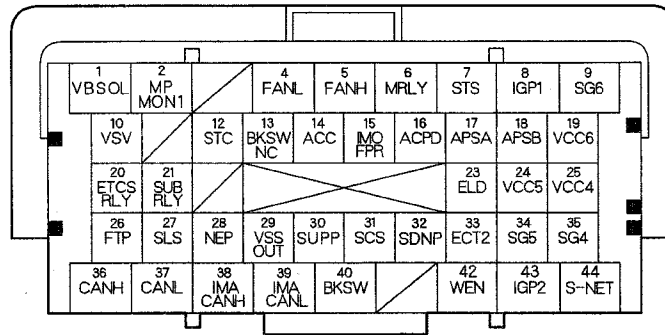 1 2 4 5 6 7 8 9
VBSOL MP MON1 FANL FANH MRLY STS IGP1 SG6
10 12 13 14 15 16 17 18 19
VSV STC BKSW NC ACC IMO FPR ACPD APSA APSB VCC6
20 21 23 24 25
ETCS RLY SUB RLY ELD VCC5 VCC4
26 27 28 29 30 31 32 33 34 35
FTP SLS NEP VSS OUT SUPP SCS SDNP ECT2 SG5 SG4
36 37 38 39 40 42 43 44
CANH CANL IMA CANH IMA CANL BKSW WEN IGP2 S-NET